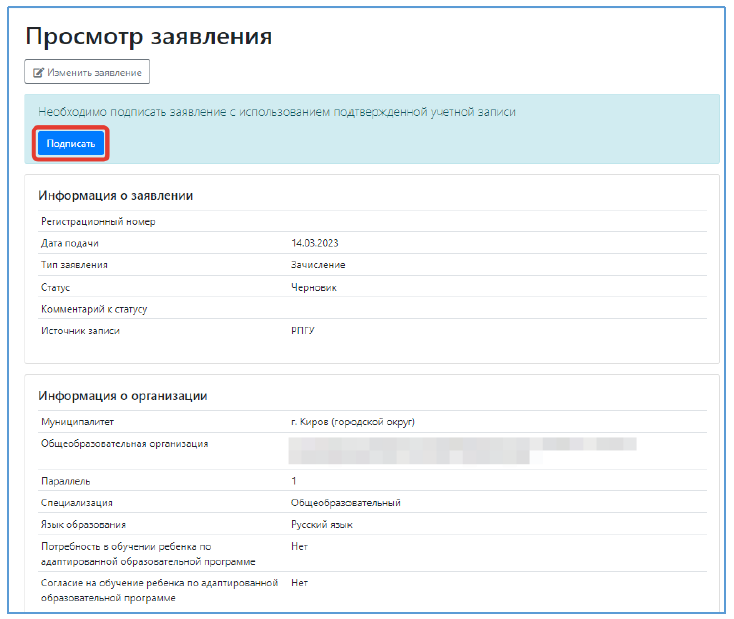 Просмотр заявления
Изменить заявление
Необходимо подписать заявление с использованием подтвержденной учетной записи
Подписать
Информация о заявлении
Регистрационный номер
Дата подачи 14.03.2023
Тип заявления Зачисление
Статус Черновик
Комментарий к статусу
Источник записи РПГУ
Информация о организации
Муниципалитет г. Киров (городской округ)
Общеобразовательная организация
Параллель 1
Специализация Общеобразовательный
Язык образования Русский язык
Потребность в обучении ребенка по Нет
адаптированной образовательной программе
Согласие на обучение ребенка по адаптированной Нет
образовательной программе